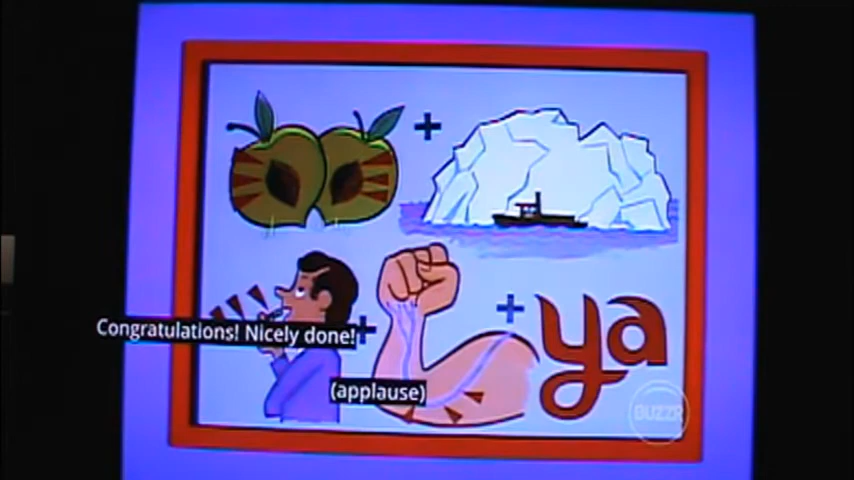 +
+
+
ya
Congratulations! Nicely done!
(applause)
BUZZR